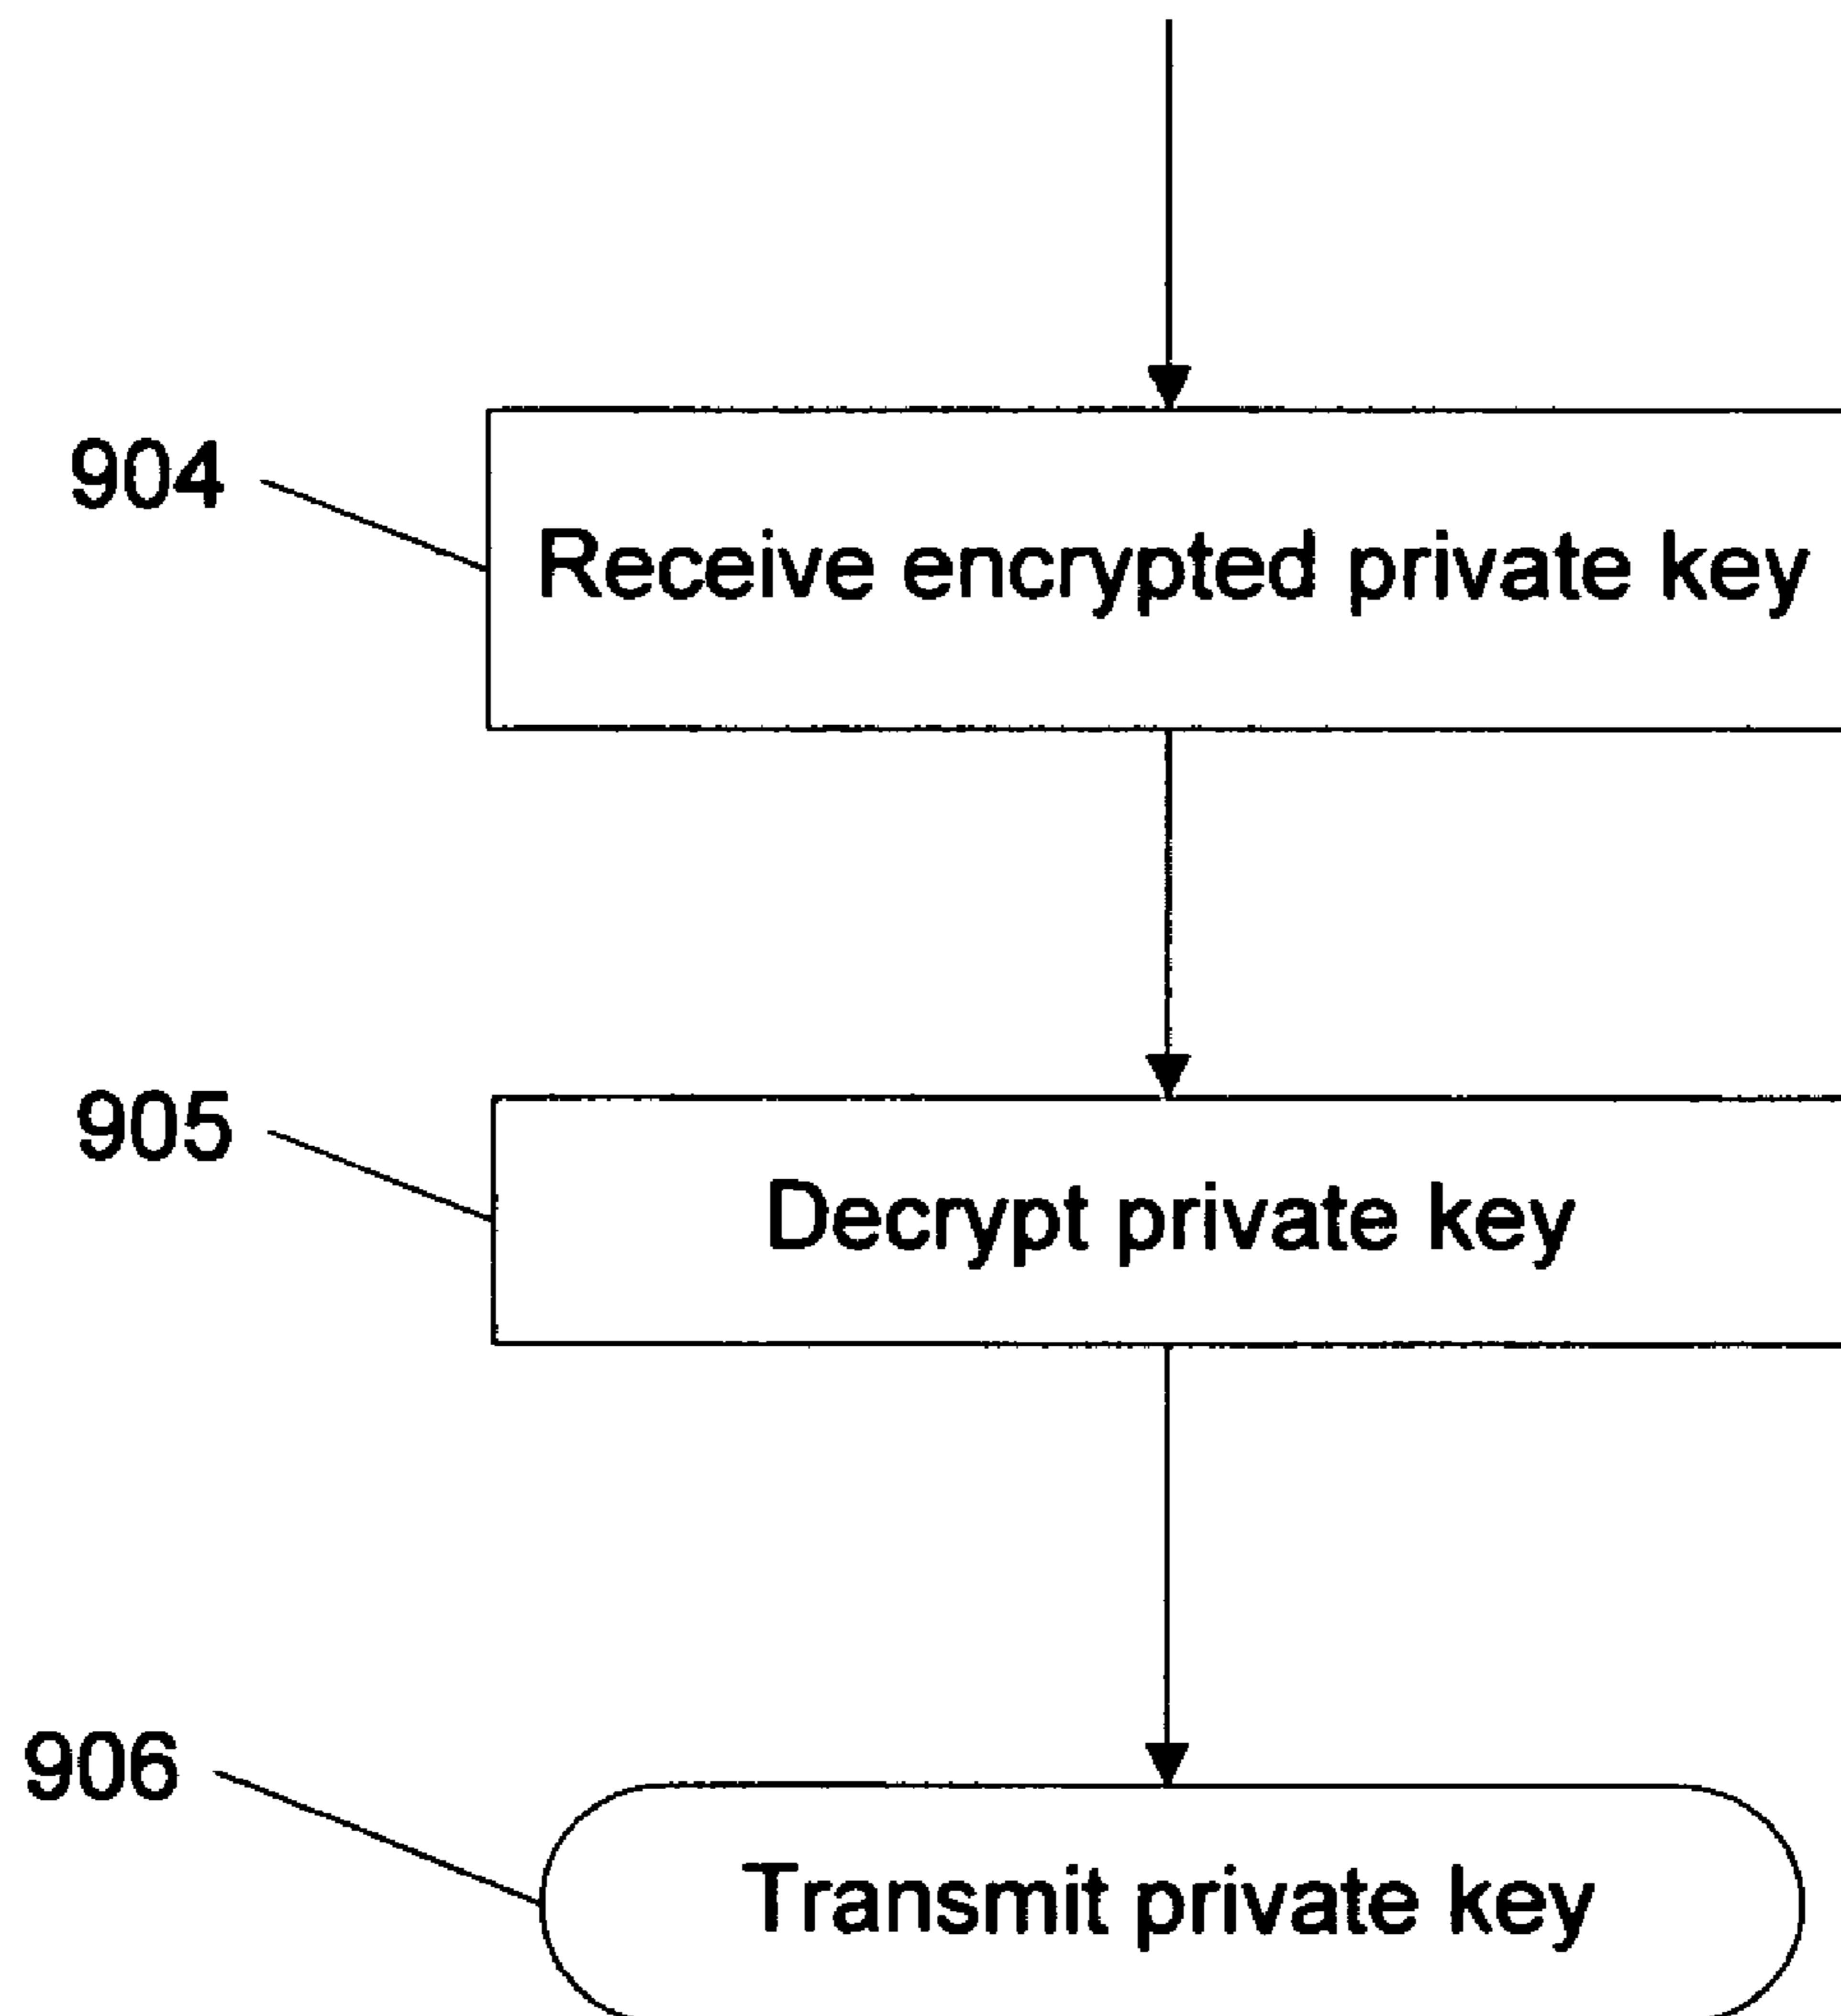 904
Receive encrypted private key
905
Decrypt private key
906
Transmit private key